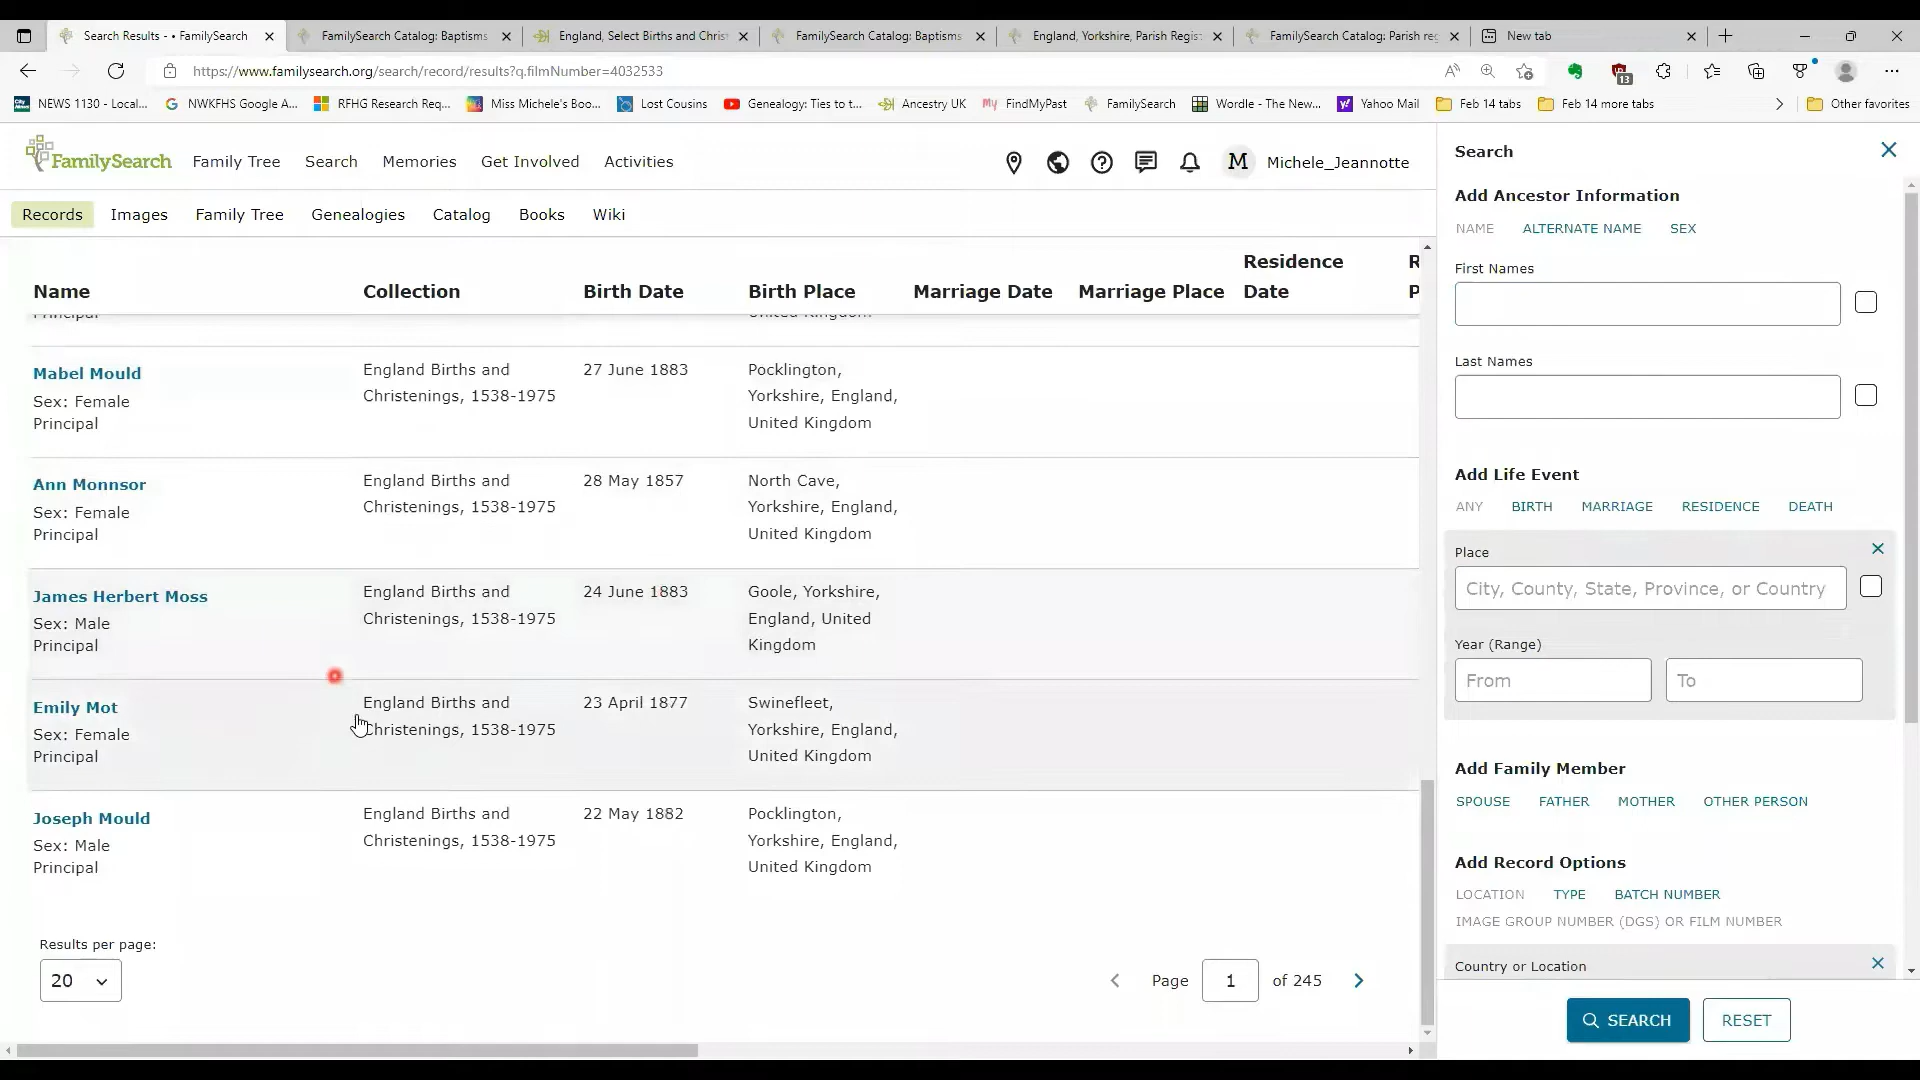 Search Results - • FamilySearch
FamilySearch Catalog: Baptisms
England, Select Births and Christ
FamilySearch Catalog: Baptisms
England, Yorkshire, Parish Regist
FamilySearch Catalog: Parish reg
New tab
https://www.familysearch.org/search/record/results?q.filmNumber=4032533
13
NEWS 1130 - Local...
NWKFHS Google A...
RFHG Research Req...
Miss Michele's Boo...
Lost Cousins
Genealogy: Ties to t...
Ancestry UK
FindMyPast
FamilySearch
Wordle - The New...
Yahoo Mail
Feb 14 tabs
Feb 14 more tabs
Other favorites
FamilySearch
Family Tree
Search
Memories
Get Involved
Activities
M
Michele_Jeannotte
Records
Images
Family Tree
Genealogies
Catalog
Books
Wiki
Name
Collection
Birth Date
Birth Place
Marriage Date
Marriage Place
Residence
Date
R
P
Principal
United Kingdom
Mabel Mould
Sex: Female
Principal
England Births and
Christenings, 1538-1975
27 June 1883
Pocklington,
Yorkshire, England,
United Kingdom
Ann Monnsor
Sex: Female
Principal
England Births and
Christenings, 1538-1975
28 May 1857
North Cave,
Yorkshire, England,
United Kingdom
James Herbert Moss
Sex: Male
Principal
England Births and
Christenings, 1538-1975
24 June 1883
Goole, Yorkshire,
England, United
Kingdom
Emily Mot
Sex: Female
Principal
England Births and
Christenings, 1538-1975
23 April 1877
Swinefleet,
Yorkshire, England,
United Kingdom
Joseph Mould
Sex: Male
Principal
England Births and
Christenings, 1538-1975
22 May 1882
Pocklington,
Yorkshire, England,
United Kingdom
Results per page:
20
Page 1 of 245
Search
Add Ancestor Information
NAME ALTERNATE NAME SEX
First Names
Last Names
Add Life Event
ANY BIRTH MARRIAGE RESIDENCE DEATH
Place
City, County, State, Province, or Country
Year (Range)
From
To
Add Family Member
SPOUSE FATHER MOTHER OTHER PERSON
Add Record Options
LOCATION TYPE BATCH NUMBER
IMAGE GROUP NUMBER (DGS) OR FILM NUMBER
Country or Location
SEARCH
RESET